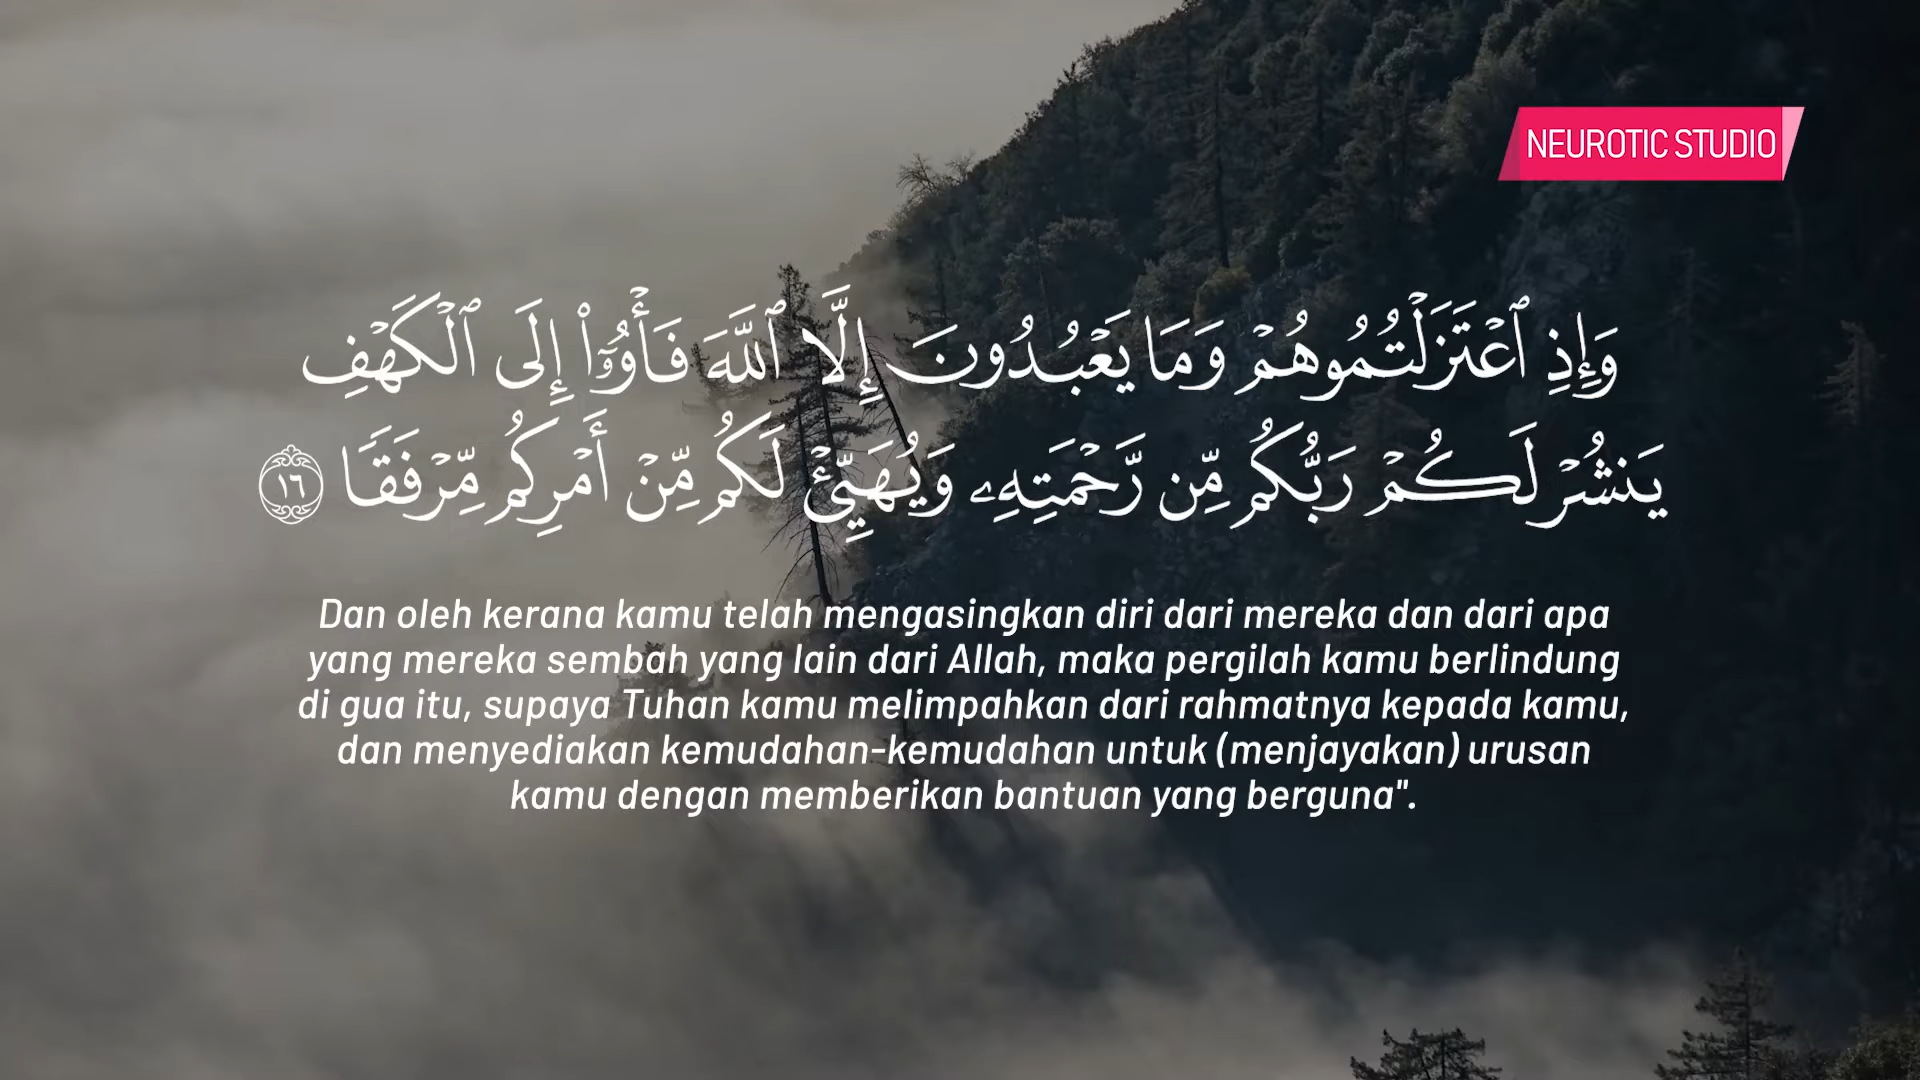 NEUROTIC STUDIO
وَإِذِ ٱعْتَزَلْتُمُوهُمْ وَمَا يَعْبُدُونَ إِلَّا ٱللَّهَ فَأْوُۥٓا۟ إِلَى ٱلْكَهْفِ
يَنشُرْ لَكُمْ رَبُّكُم مِّن رَّحْمَتِهِۦ وَيُهَيِّئْ لَكُم مِّنْ أَمْرِكُم مِّرْفَقًا ١٦
Dan oleh kerana kamu telah mengasingkan diri dari mereka dan dari apa
yang mereka sembah yang lain dari Allah, maka pergilah kamu berlindung
di gua itu, supaya Tuhan kamu melimpahkan dari rahmatnya kepada kamu,
dan menyediakan kemudahan-kemudahan untuk (menjayakan) urusan
kamu dengan memberikan bantuan yang berguna".